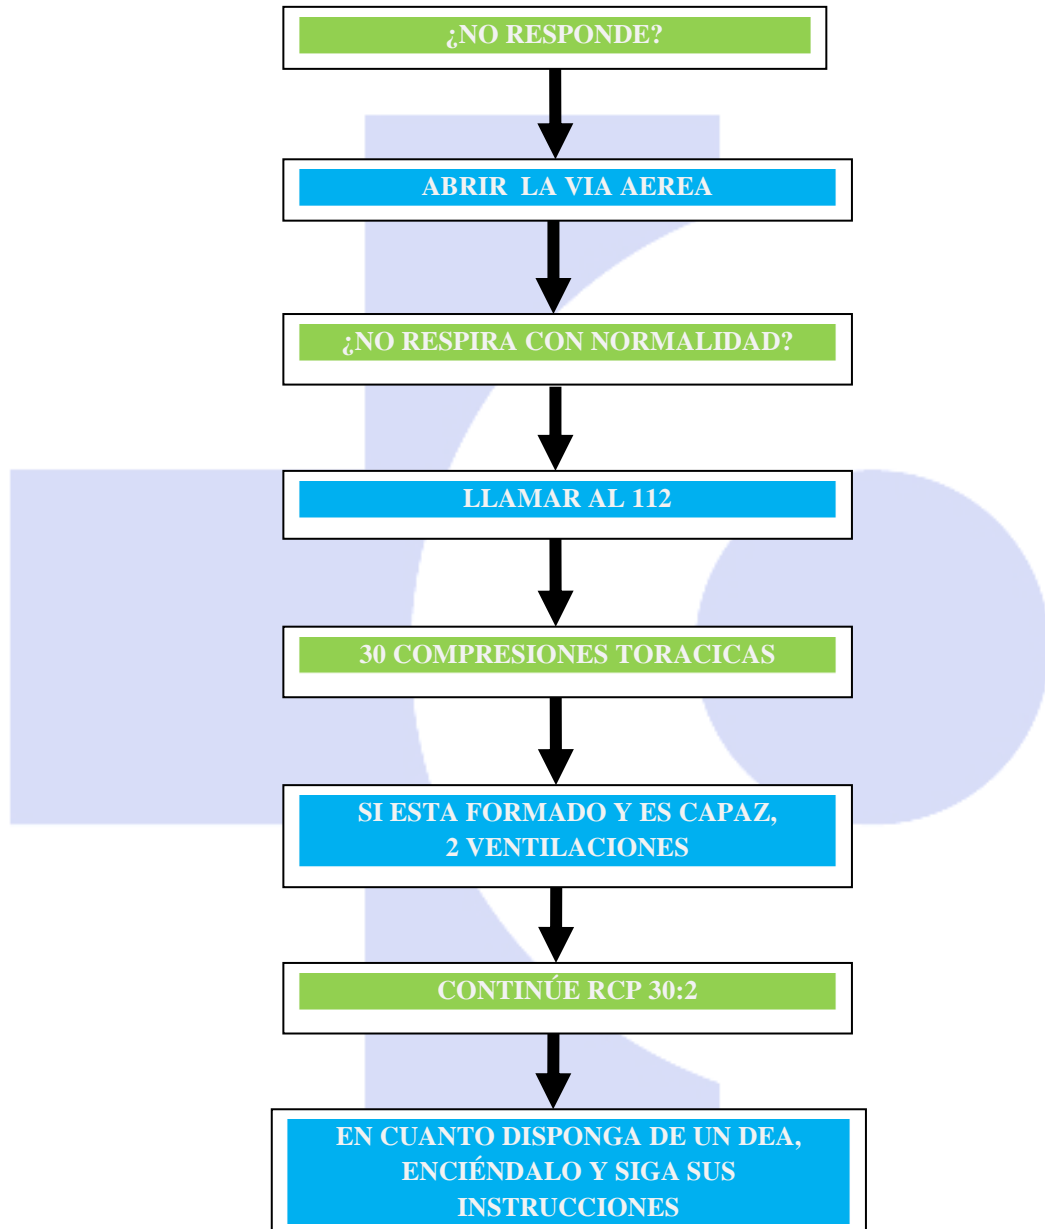 ¿NO RESPONDE?
ABRIR LA VIA AEREA
¿NO RESPIRA CON NORMALIDAD?
LLAMAR AL 112
30 COMPRESIONES TORACICAS
SI ESTA FORMADO Y ES CAPAZ,
2 VENTILACIONES
CONTINÚE RCP 30:2
EN CUANTO DISPONGA DE UN DEA,
ENCIÉNDALO Y SIGA SUS
INSTRUCCIONES